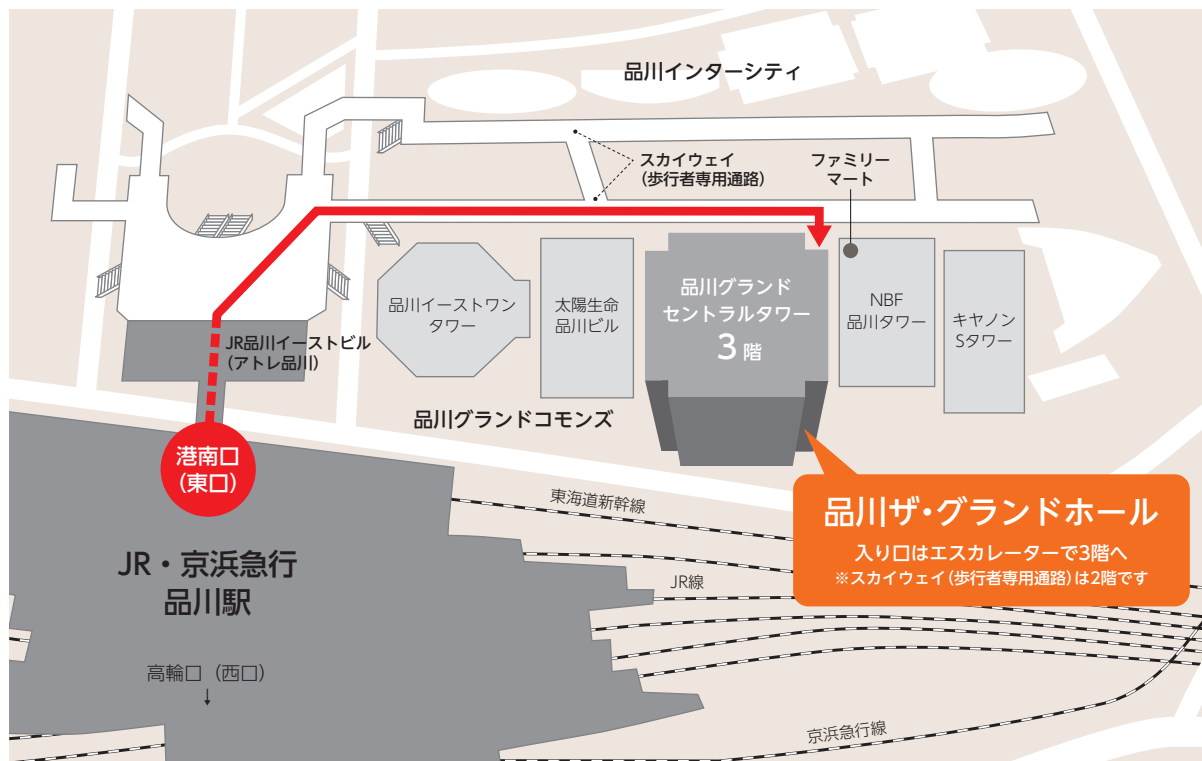 品川インターシティ
スカイウェイ
(歩行者専用通路)
ファミリー
マート
品川イーストワン
タワー
太陽生命
品川ビル
品川グランド
セントラルタワー
3階
NBF
品川タワー
キヤノン
Sタワー
JR品川イーストビル
(アトレ品川)
品川グランドコモンズ
港南口
(東口)
品川ザ・グランドホール
入り口はエスカレーターで3階へ
※スカイウェイ(歩行者専用通路)は2階です
東海道新幹線
JR・京浜急行
品川駅
JR線
高輪口(西口)
↓
京浜急行線